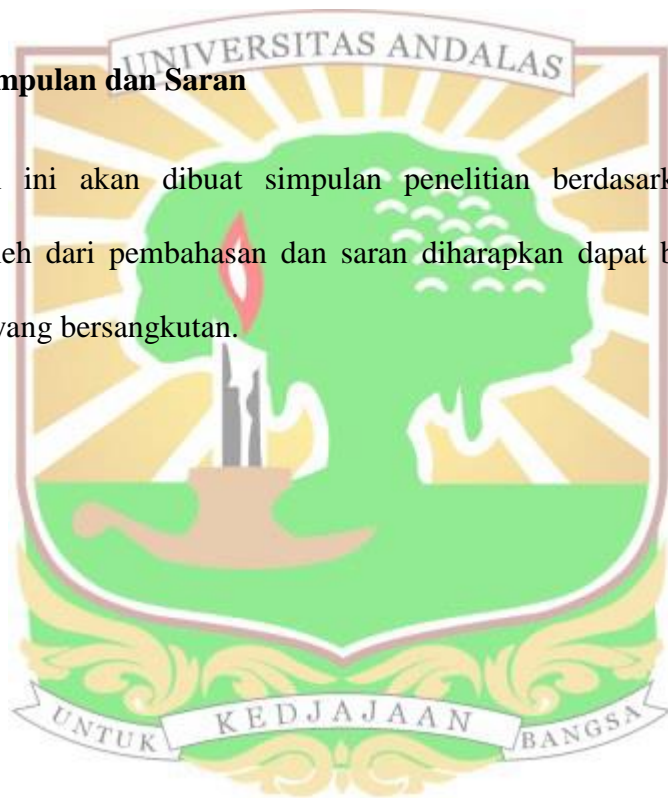 UNIVERSITAS ANDALAS
mpulan dan Saran
ini akan dibuat simpulan penelitian berdasark
eh dari pembahasan dan saran diharapkan dapat b
yang bersangkutan.
UNTUK KEDJAJAAN BANGSA